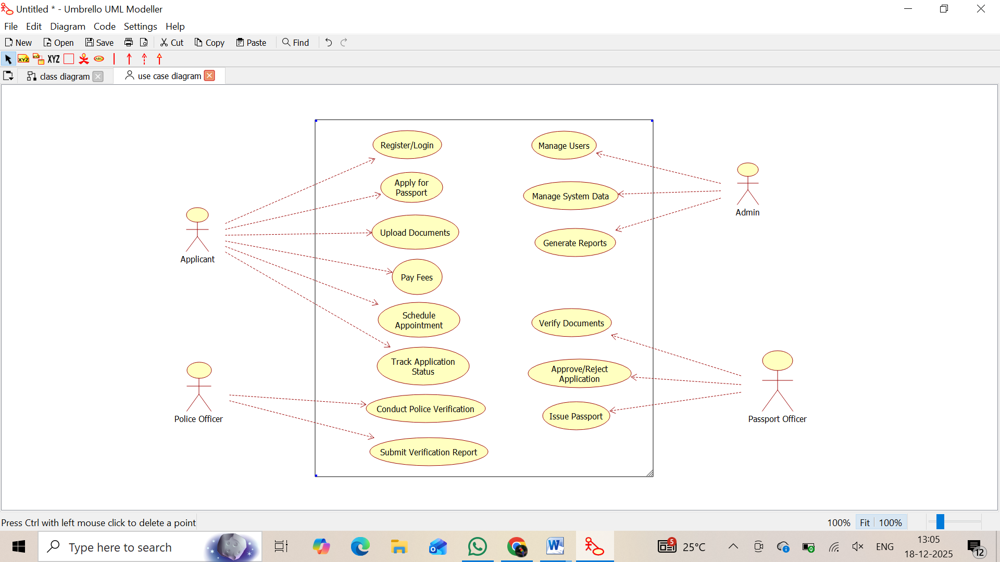 Untitled * - Umbrello UML Modeller
File Edit Diagram Code Settings Help
New Open Save Cut Copy Paste Find
XYZ XYZ XYZ ABC
class diagram use case diagram
Register/Login
Manage Users
Apply for
Passport
Manage System Data
Admin
Upload Documents
Generate Reports
Applicant
Pay Fees
Schedule
Appointment
Verify Documents
Track Application
Status
Approve/Reject
Application
Conduct Police Verification
Issue Passport
Police Officer
Passport Officer
Submit Verification Report
Press Ctrl with left mouse click to delete a point
100% Fit 100%
Type here to search
5
25°C
ENG
13:05
18-12-2025
12